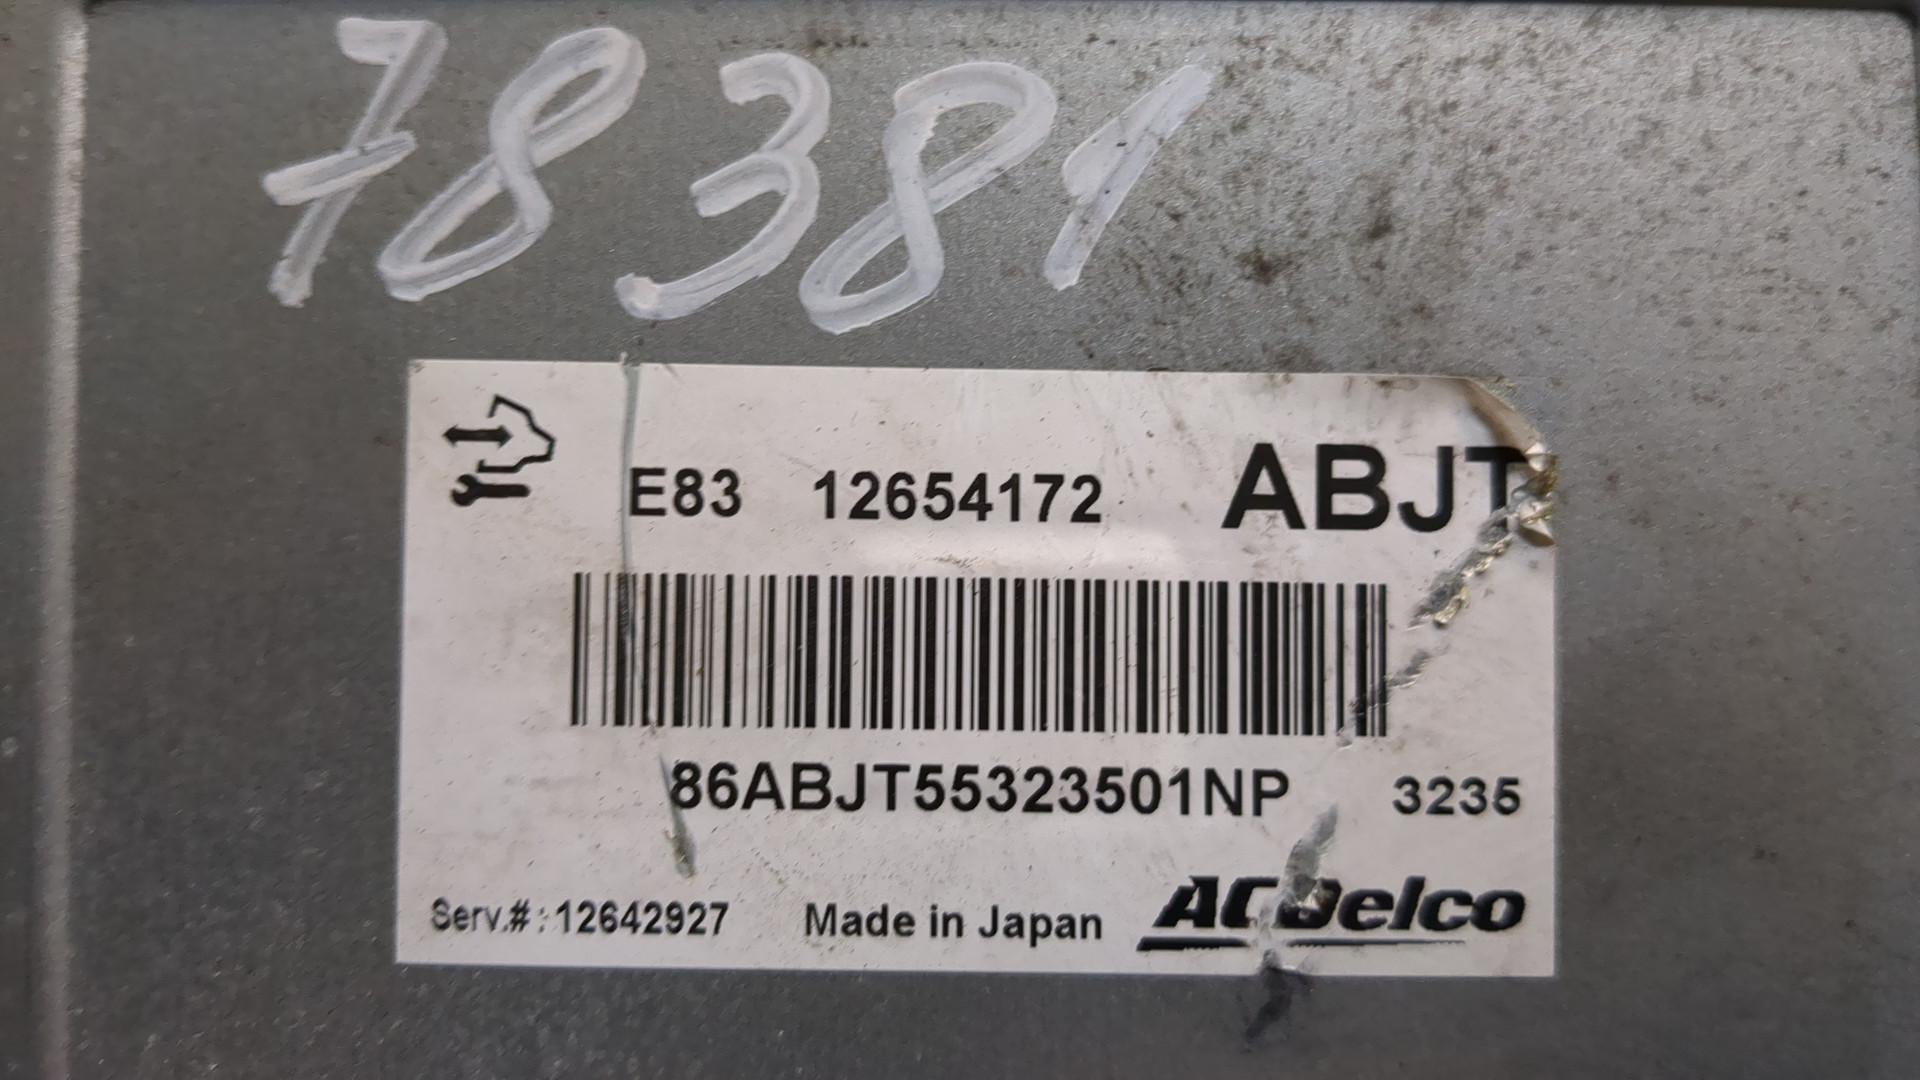 78381
E83 12654172 ABJT
86ABJT55323501NP 3235
Serv.#: 12642927 Made in Japan ACDelco